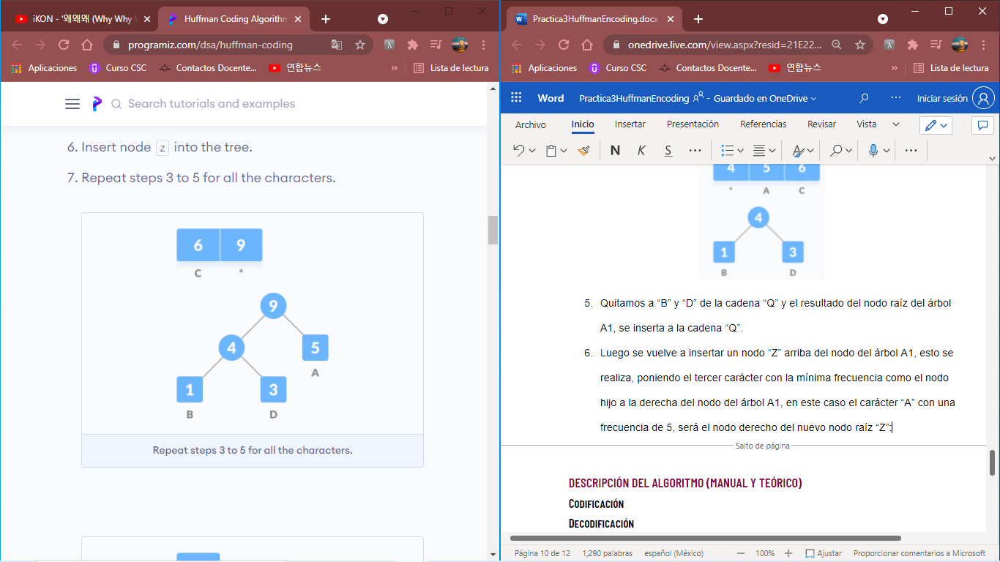 iKON - '왜왜왜 (Why Why W
Huffman Coding Algorithm
programiz.com/dsa/huffman-coding
Aplicaciones
Curso CSC
Contactos Docente...
연합뉴스
»
Lista de lectura
Search tutorials and examples
6. Insert node z into the tree.
7. Repeat steps 3 to 5 for all the characters.
6 9
C *
9
4 5
A
1 3
B D
Repeat steps 3 to 5 for all the characters.
Practica3HuffmanEncoding.docx
onedrive.live.com/view.aspx?resid=21E22...
Aplicaciones
Curso CSC
Contactos Docente...
연합뉴스
»
Lista de lectura
Word
Practica3HuffmanEncoding - Guardado en OneDrive
Iniciar sesión
Archivo Inicio Insertar Presentación Referencias Revisar Vista
N K S
4 5 6
* A C
4
1 3
B D
5. Quitamos a “B” y “D” de la cadena “Q” y el resultado del nodo raíz del árbol
A1, se inserta a la cadena “Q”.
6. Luego se vuelve a insertar un nodo “Z” arriba del nodo del árbol A1, esto se
realiza, poniendo el tercer carácter con la mínima frecuencia como el nodo
hijo a la derecha del nodo del árbol A1, en este caso el carácter “A” con una
frecuencia de 5, será el nodo derecho del nuevo nodo raíz “Z”:
Salto de página
DESCRIPCIÓN DEL ALGORITMO (MANUAL Y TEÓRICO)
CODIFICACIÓN
DECODIFICACIÓN
Página 10 de 12 1,290 palabras español (México) 100% Ajustar Proporcionar comentarios a Microsoft